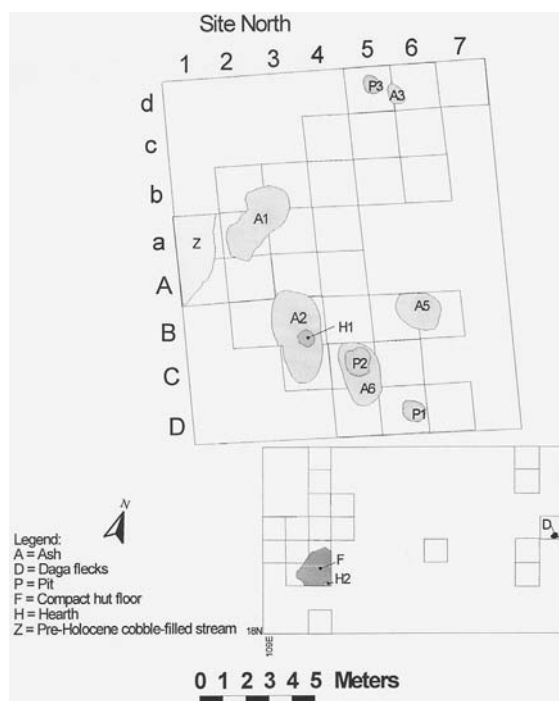 Site North
1 2 3 4 5 6 7
d P3 A3
c
b
A1
a Z
A
B A2 A5
H1
C P2
A6
D P1
N
D
Legend:
A = Ash
D = Daga flecks
P = Pit
F = Compact hut floor
H = Hearth
Z = Pre-Holocene cobble-filled stream
F
H2
18N
109E
0 1 2 3 4 5 Meters